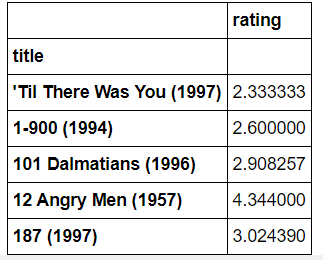 rating
title
'Til There Was You (1997) 2.333333
1-900 (1994) 2.600000
101 Dalmatians (1996) 2.908257
12 Angry Men (1957) 4.344000
187 (1997) 3.024390